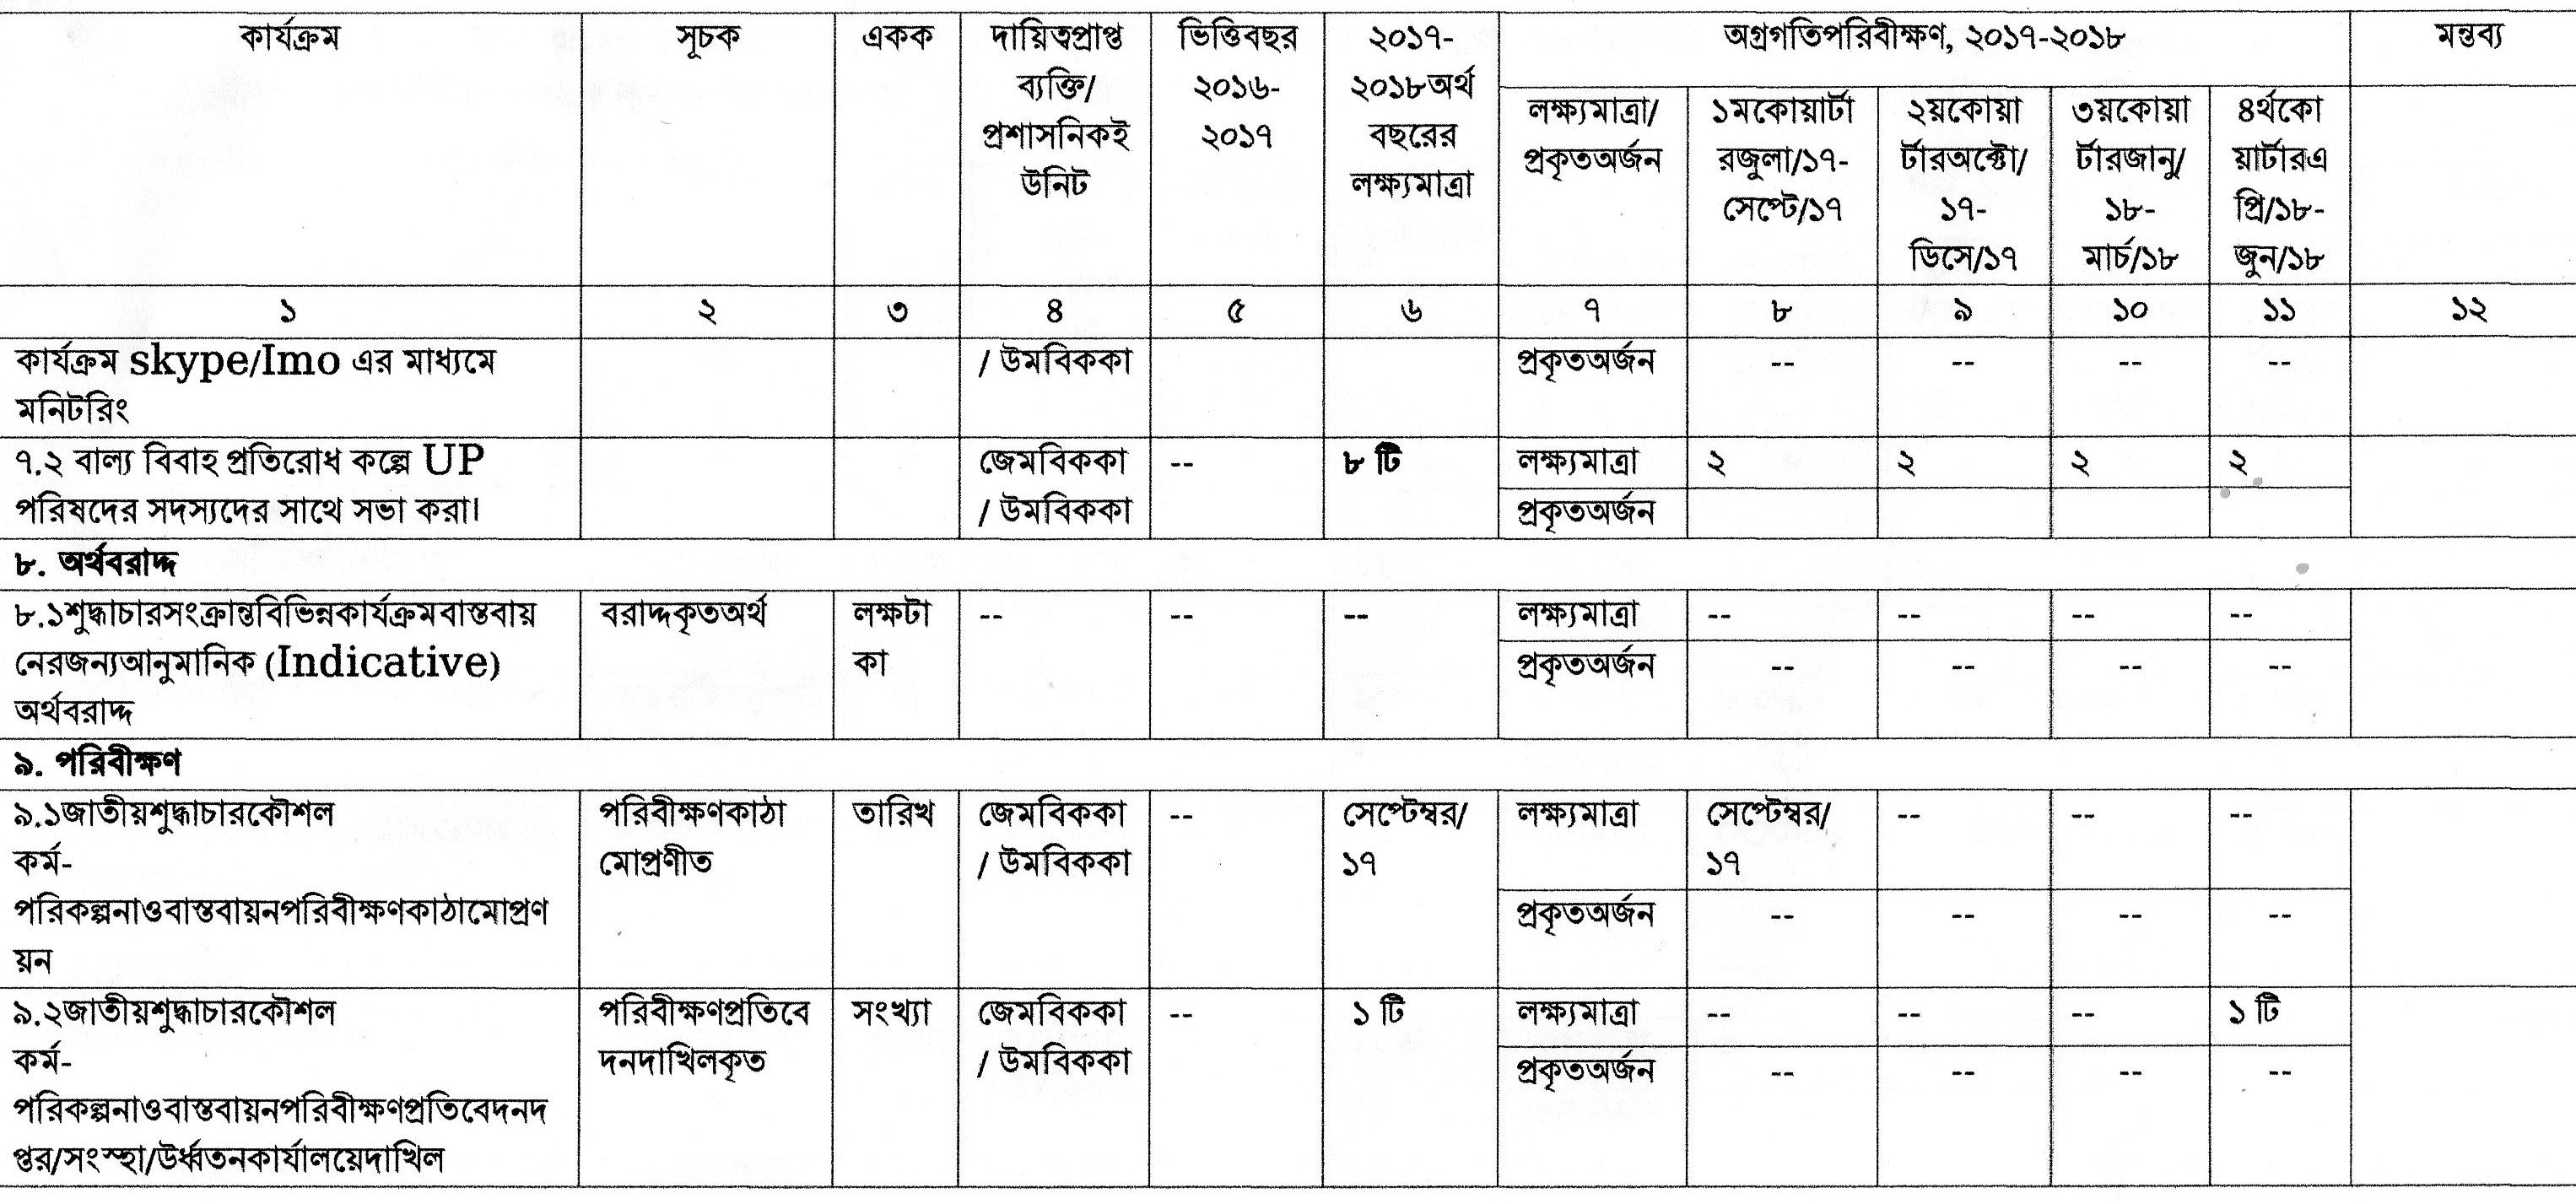 কার্যক্রম সূচক একক দায়িত্বপ্রাপ্ত ভিত্তিবছর ২০১৭- অগ্রগতিপরিবীক্ষণ, ২০১৭-২০১৮ মন্তব্য
ব্যক্তি/ ২০১৬- ২০১৮অর্থ
প্রশাসনিকই ২০১৭ বছরের
উনিট লক্ষ্যমাত্রা
লক্ষ্যমাত্রা/ ১মকোয়ার্টা ২য়কোয়া ৩য়কোয়া ৪র্থকো
প্রকৃতঅর্জন রজুলা/১৭- র্টারঅক্টো/ র্টারজানু/ য়ার্টারএ
সেপ্টে/১৭ ১৭- ১৮- প্রি/১৮-
ডিসে/১৭ মার্চ/১৮ জুন/১৮
১ ২ ৩ ৪ ৫ ৬ ৭ ৮ ৯ ১০ ১১ ১২
কার্যক্রম skype/Imo এর মাধ্যমে / উমবিককা প্রকৃতঅর্জন -- -- -- --
মনিটরিং
৭.২ বাল্য বিবাহ প্রতিরোধ কল্পে UP জেমবিককা -- ৮ টি লক্ষ্যমাত্রা ২ ২ ২ ২
পরিষদের সদস্যদের সাথে সভা করা। / উমবিককা প্রকৃতঅর্জন
৮. অর্থবরাদ্দ
৮.১শুদ্ধাচারসংক্রান্তবিভিন্নকার্যক্রমবাস্তবায় বরাদ্দকৃতঅর্থ লক্ষটা -- -- -- লক্ষ্যমাত্রা -- -- -- --
নেরজন্যআনুমানিক (Indicative) কা প্রকৃতঅর্জন -- -- -- --
অর্থবরাদ্দ
৯. পরিবীক্ষণ
৯.১জাতীয়শুদ্ধাচারকৌশল পরিবীক্ষণকাঠা তারিখ জেমবিককা -- সেপ্টেম্বর/ লক্ষ্যমাত্রা সেপ্টেম্বর/ -- -- --
কর্ম- মোপ্রণীত / উমবিককা ১৭ ১৭
পরিকল্পনাওবাস্তবায়নপরিবীক্ষণকাঠামোপ্রণ প্রকৃতঅর্জন -- -- -- --
য়ন
৯.২জাতীয়শুদ্ধাচারকৌশল পরিবীক্ষণপ্রতিবে সংখ্যা জেমবিককা -- ১ টি লক্ষ্যমাত্রা -- -- -- ১ টি
কর্ম- দনদাখিলকৃত / উমবিককা প্রকৃতঅর্জন -- -- -- --
পরিকল্পনাওবাস্তবায়নপরিবীক্ষণপ্রতিবেদনদ
প্তর/সংস্হা/উর্ধ্বতনকার্যালয়েদাখিল